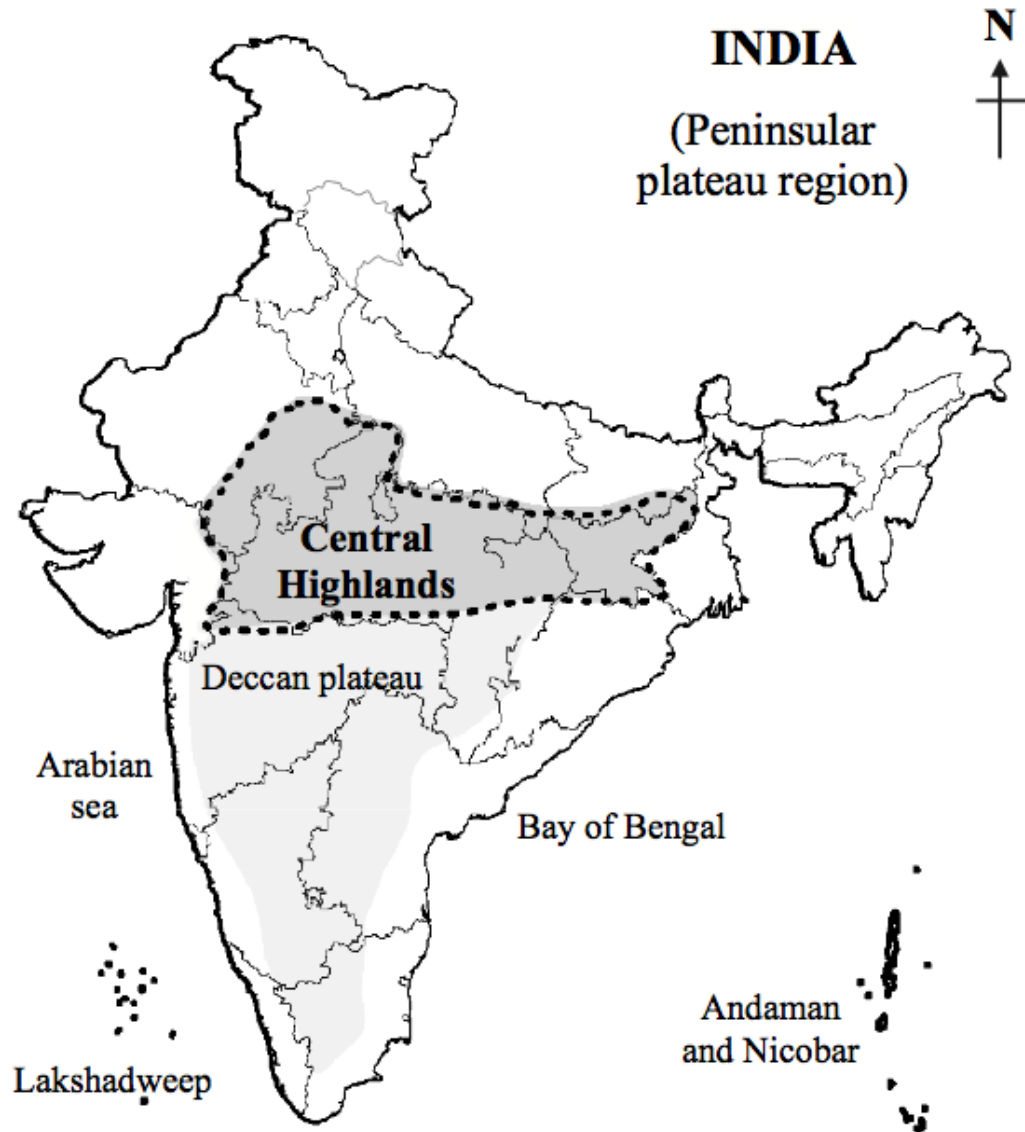 INDIA
N
(Peninsular
plateau region)
Central
Highlands
Deccan plateau
Arabian
sea
Bay of Bengal
Andaman
and Nicobar
Lakshadweep